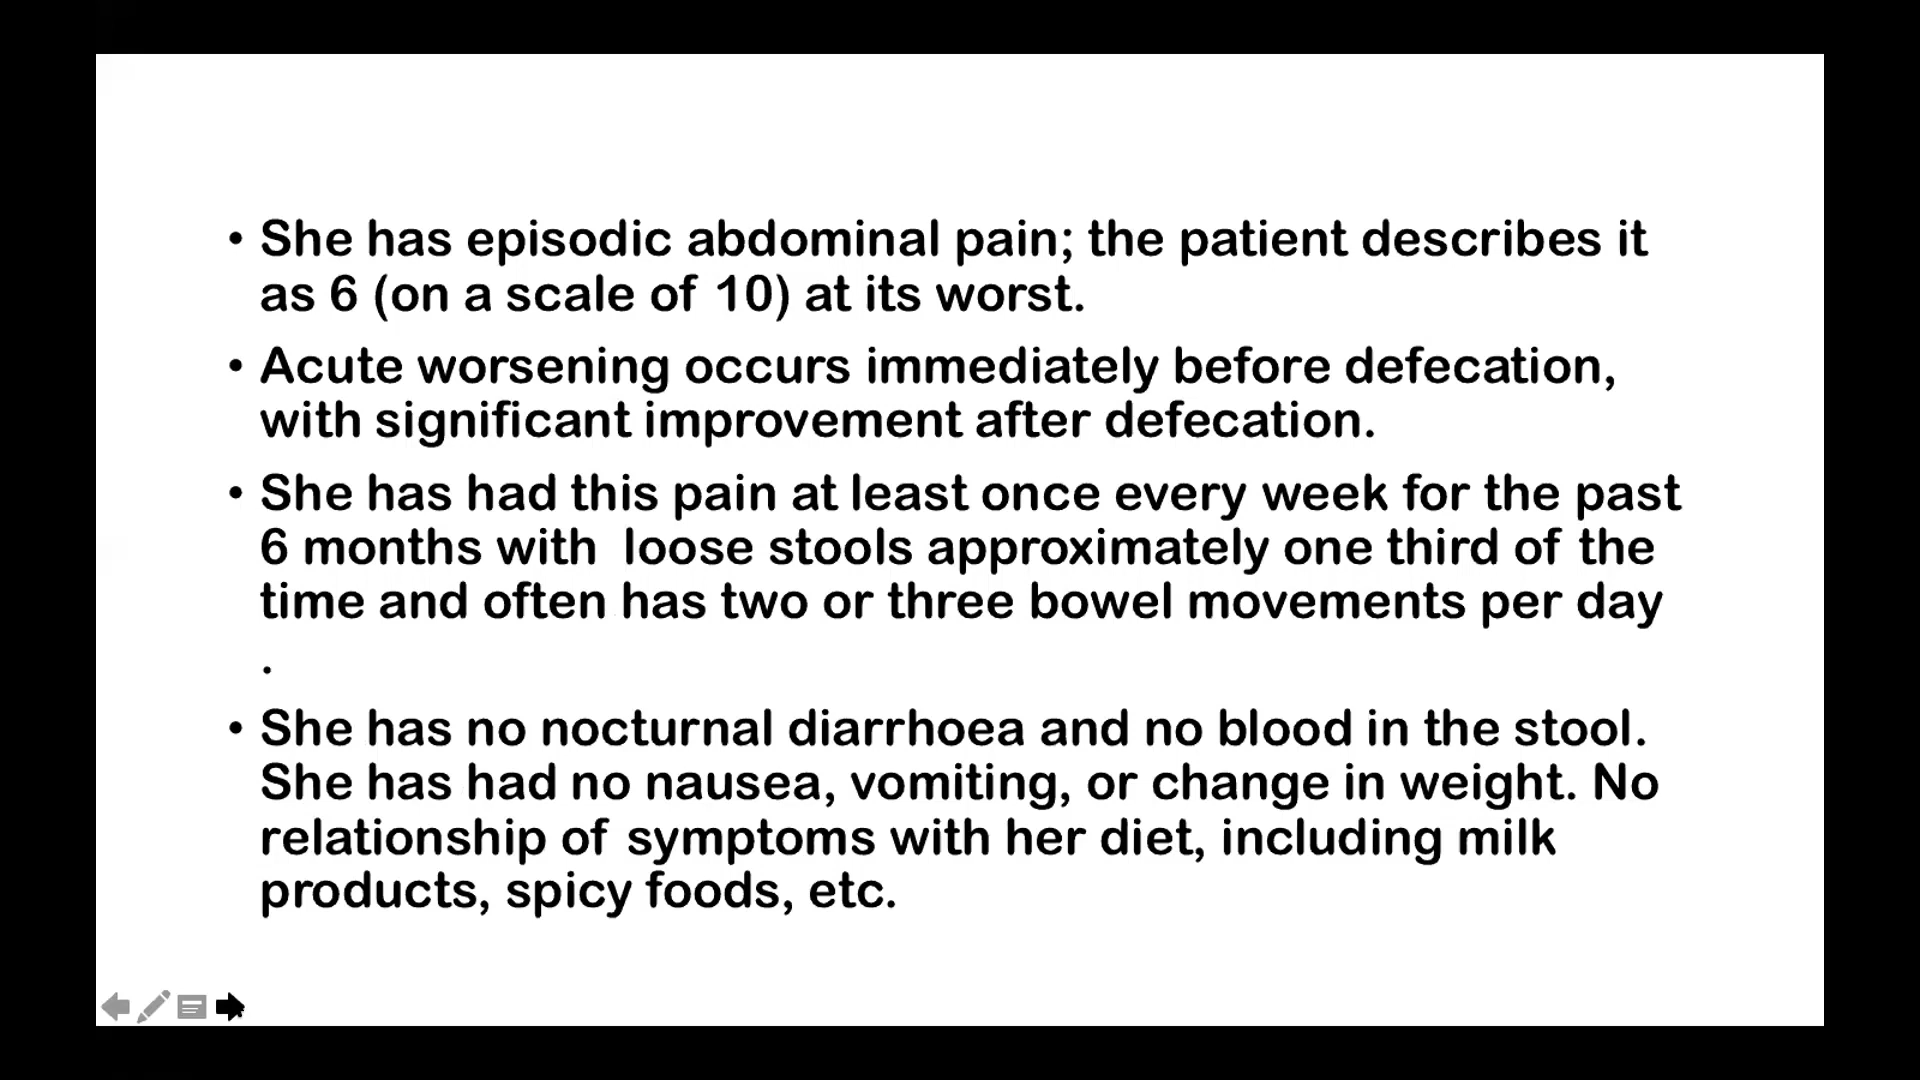 • She has episodic abdominal pain; the patient describes it
as 6 (on a scale of 10) at its worst.
• Acute worsening occurs immediately before defecation,
with significant improvement after defecation.
• She has had this pain at least once every week for the past
6 months with  loose stools approximately one third of the
time and often has two or three bowel movements per day
.
• She has no nocturnal diarrhoea and no blood in the stool.
She has had no nausea, vomiting, or change in weight. No
relationship of symptoms with her diet, including milk
products, spicy foods, etc.